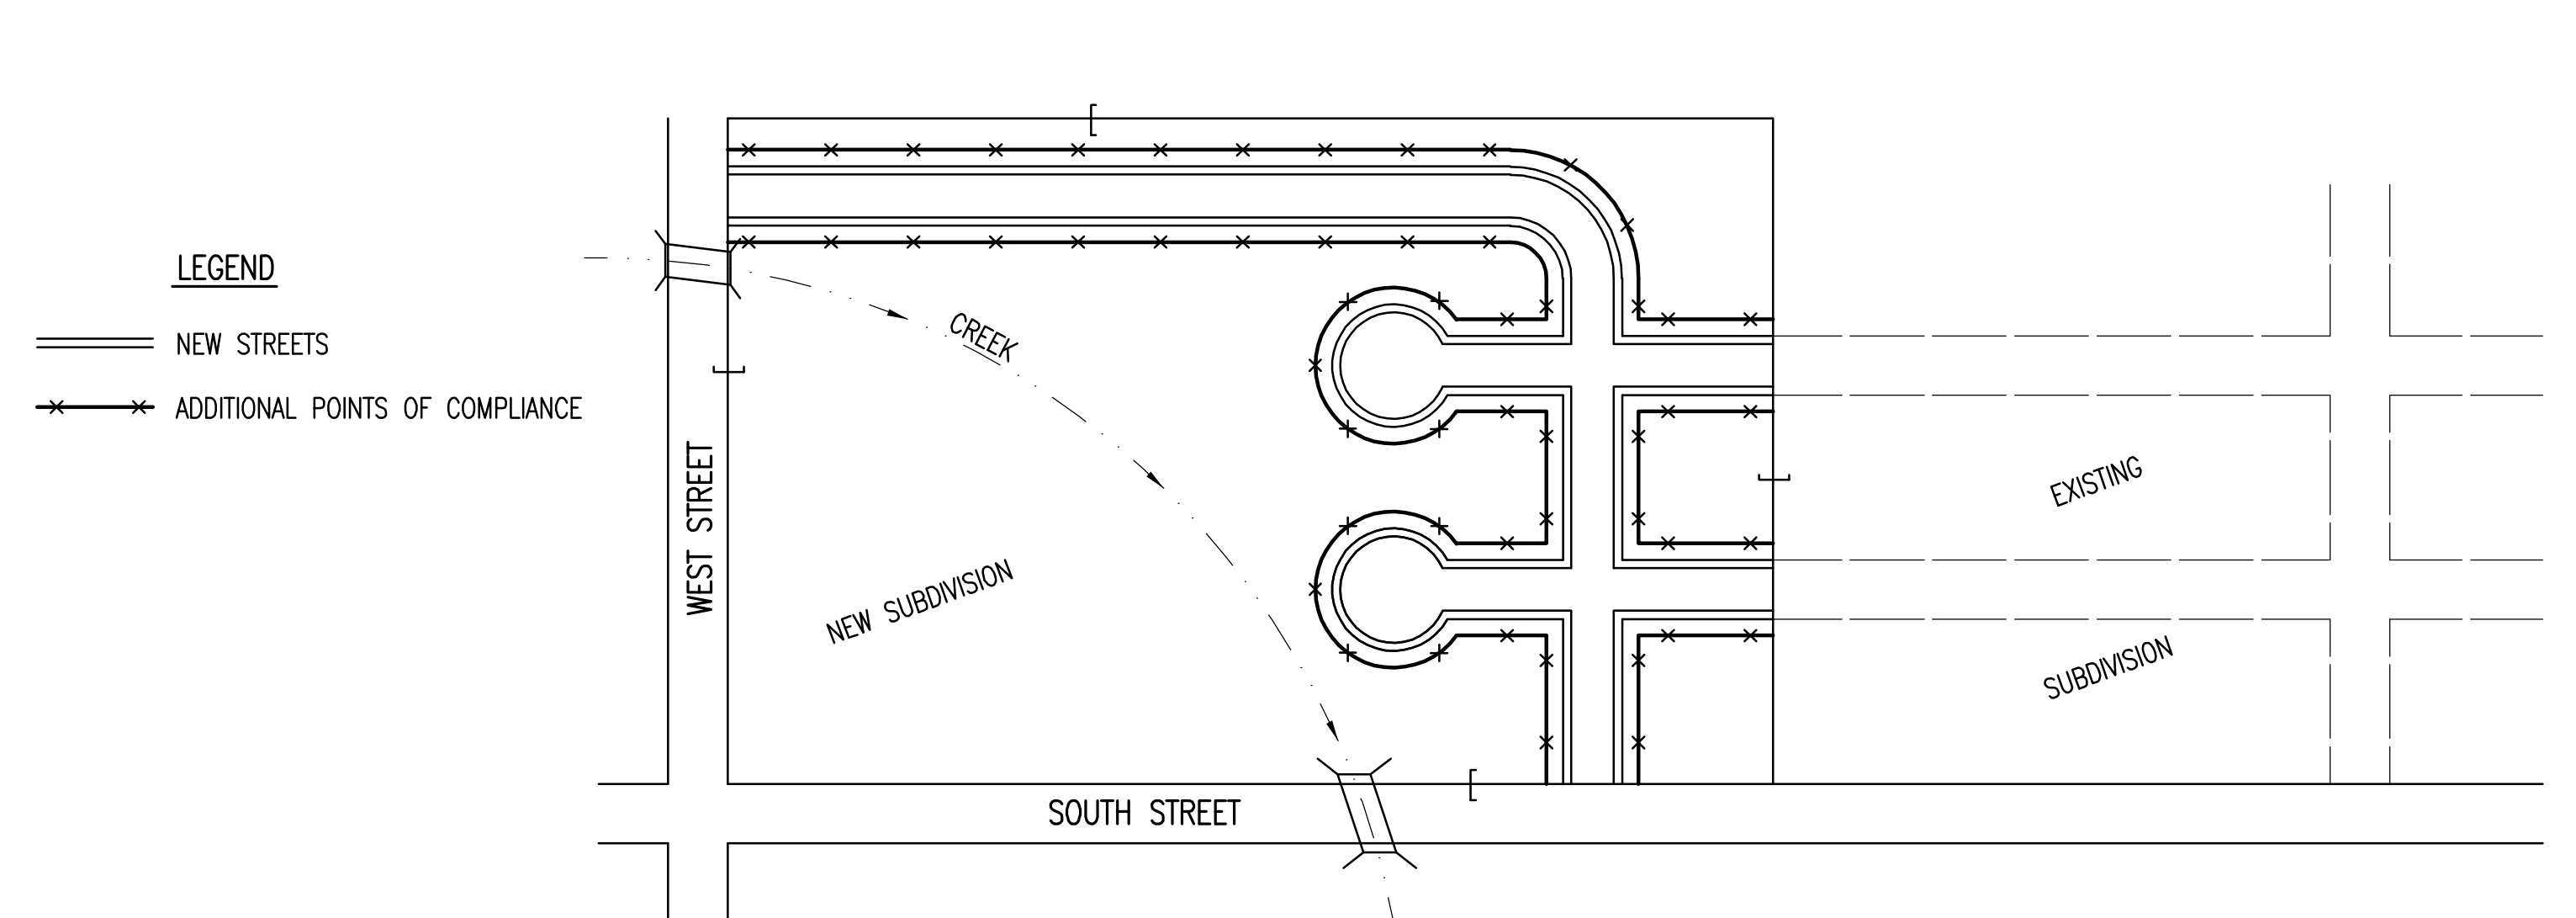 LEGEND
NEW STREETS
ADDITIONAL POINTS OF COMPLIANCE
WEST STREET
CREEK
NEW SUBDIVISION
SOUTH STREET
EXISTING
SUBDIVISION